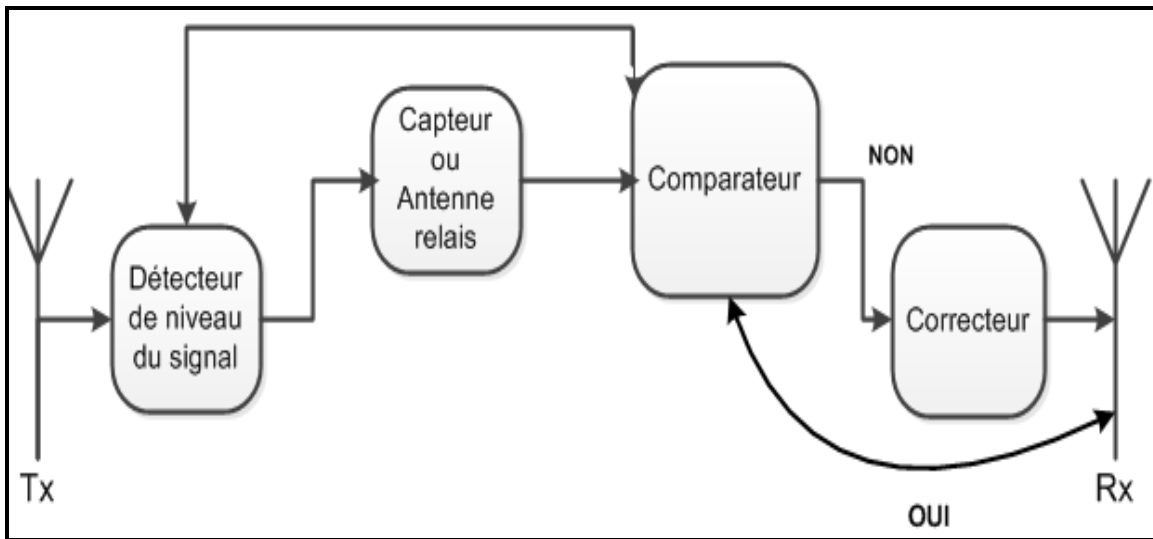 Tx
Détecteur
de niveau
du signal
Capteur
ou
Antenne
relais
Comparateur
NON
Correcteur
OUI
Rx